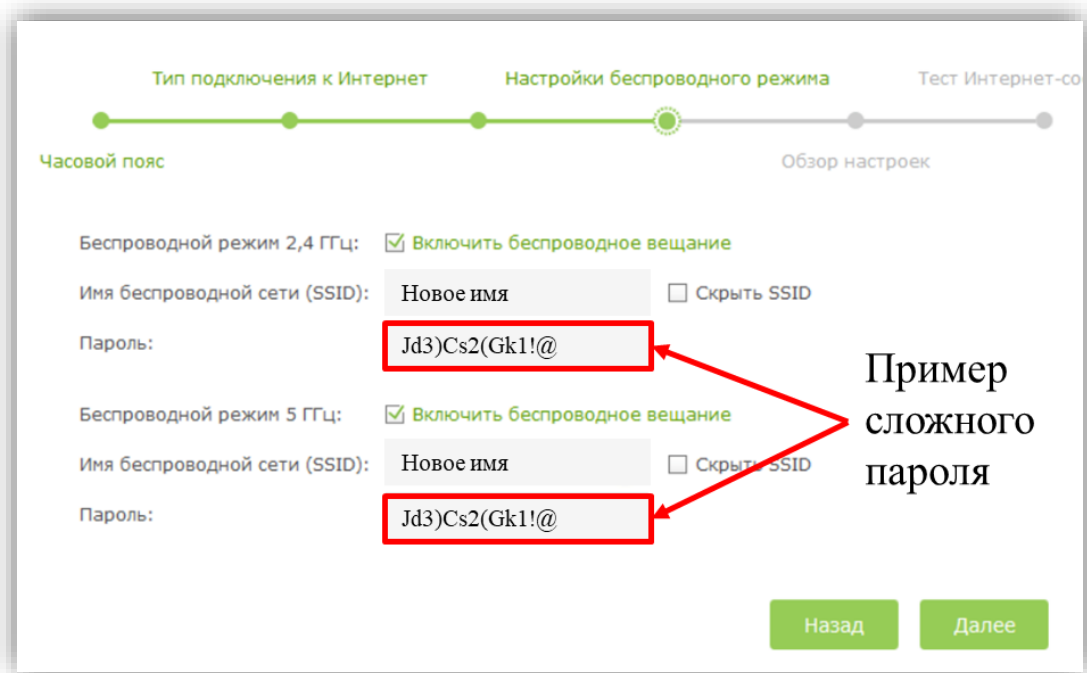 Тип подключения к Интернет Настройки беспроводного режима Тест Интернет-со
Часовой пояс Обзор настроек
Беспроводной режим 2,4 ГГц: Включить беспроводное вещание
Имя беспроводной сети (SSID): Новое имя Скрыть SSID
Пароль: Jd3)Cs2(Gk1!@
Беспроводной режим 5 ГГц: Включить беспроводное вещание
Имя беспроводной сети (SSID): Новое имя Скрыть SSID
Пароль: Jd3)Cs2(Gk1!@
Пример
сложного
пароля
Назад Далее